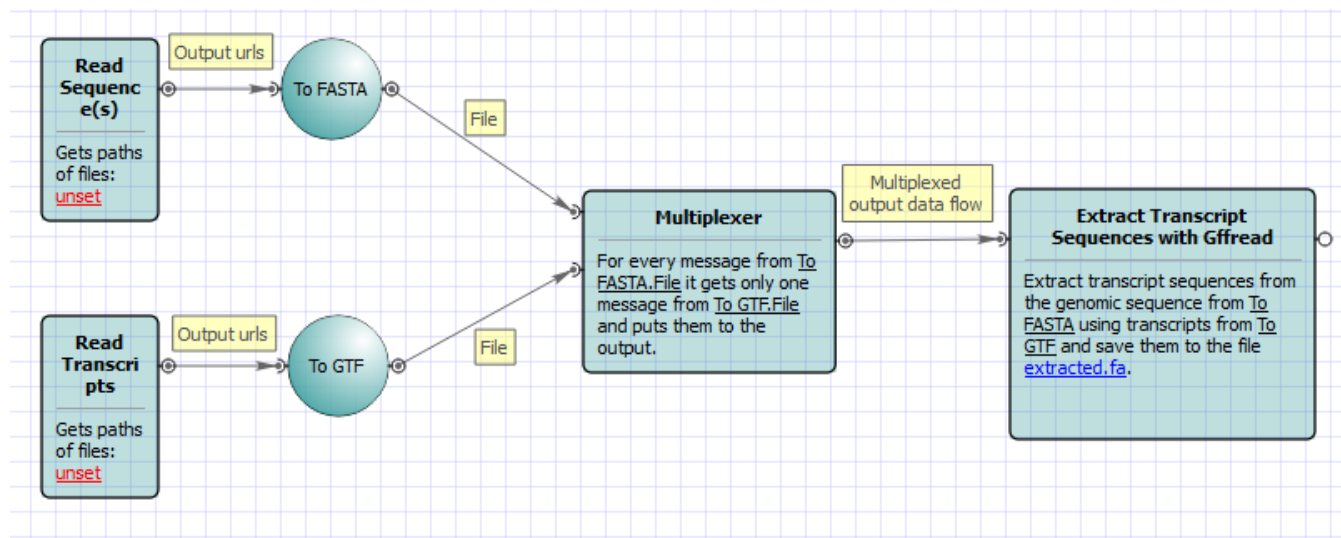 Read
Sequenc
e(s)
Gets paths
of files:
unset
Output urls
To FASTA
File
Read
Transcri
pts
Gets paths
of files:
unset
Output urls
To GTF
File
Multiplexer
For every message from To
FASTA.File it gets only one
message from To GTF.File
and puts them to the
output.
Multiplexed
output data flow
Extract Transcript
Sequences with Gffread
Extract transcript sequences from
the genomic sequence from To
FASTA using transcripts from To
GTF and save them to the file
extracted.fa.